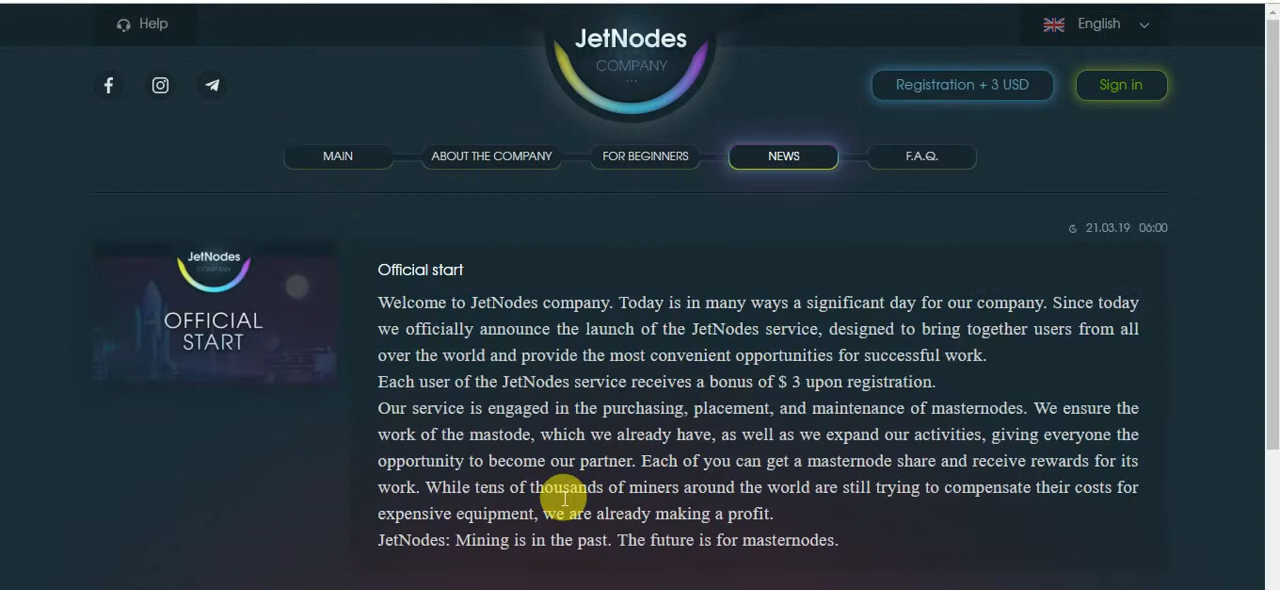 Help
JetNodes
COMPANY
...
English
Registration + 3 USD
Sign in
MAIN
ABOUT THE COMPANY
FOR BEGINNERS
NEWS
F.A.Q.
21.03.19 06:00
JetNodes
COMPANY
OFFICIAL
START
Official start
Welcome to JetNodes company. Today is in many ways a significant day for our company. Since today
we officially announce the launch of the JetNodes service, designed to bring together users from all
over the world and provide the most convenient opportunities for successful work.
Each user of the JetNodes service receives a bonus of $ 3 upon registration.
Our service is engaged in the purchasing, placement, and maintenance of masternodes. We ensure the
work of the mastode, which we already have, as well as we expand our activities, giving everyone the
opportunity to become our partner. Each of you can get a masternode share and receive rewards for its
work. While tens of thousands of miners around the world are still trying to compensate their costs for
expensive equipment, we are already making a profit.
JetNodes: Mining is in the past. The future is for masternodes.